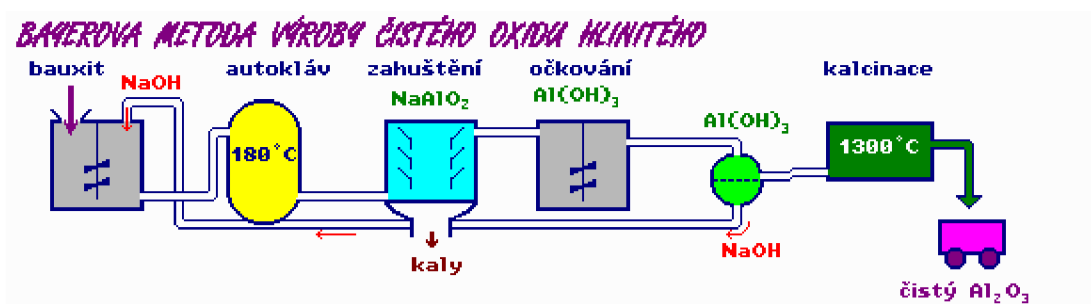 BAYEROVA METODA VÝROBY ČISTÉHO OXIDU HLINITÉHO
bauxit
NaOH
autokláv
zahuštění
očkování
kalcinace
NaAlO₂
Al(OH)₃
Al(OH)₃
180°C
1300°C
NaOH
kaly
čistý Al₂O₃